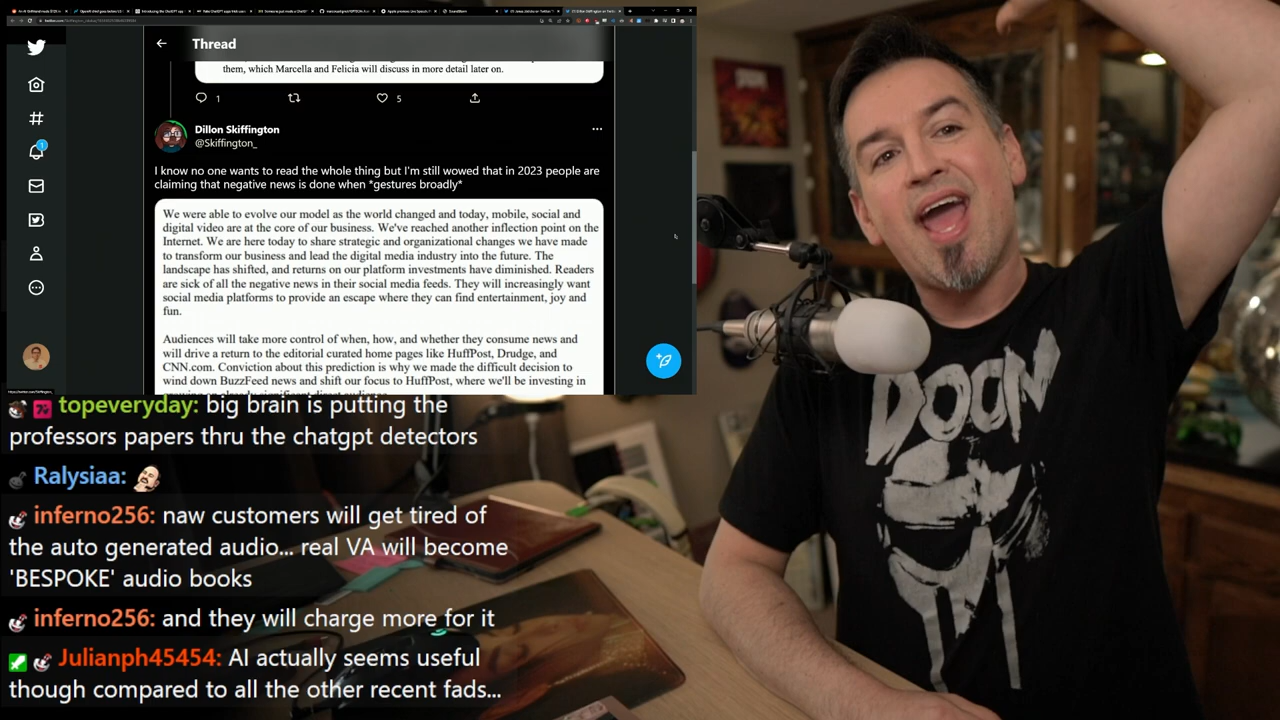 Thread
them, which Marcella and Felicia will discuss in more detail later on.
1
5
Dillon Skiffington
@Skiffington_
I know no one wants to read the whole thing but I'm still wowed that in 2023 people are
claiming that negative news is done when *gestures broadly*
We were able to evolve our model as the world changed and today, mobile, social and
digital video are at the core of our business. We've reached another inflection point on the
Internet. We are here today to share strategic and organizational changes we have made
to transform our business and lead the digital media industry into the future. The
landscape has shifted, and returns on our platform investments have diminished. Readers
are sick of all the negative news in their social media feeds. They will increasingly want
social media platforms to provide an escape where they can find entertainment, joy and
fun.
Audiences will take more control of when, how, and whether they consume news and
will drive a return to the editorial curated home pages like HuffPost, Drudge, and
CNN.com. Conviction about this prediction is why we made the difficult decision to
wind down BuzzFeed news and shift our focus to HuffPost, where we'll be investing in
1
topeveryday: big brain is putting the
professors papers thru the chatgpt detectors
Ralysiaa:
inferno256: naw customers will get tired of
the auto generated audio... real VA will become
'BESPOKE' audio books
inferno256: and they will charge more for it
Julianph45454: AI actually seems useful
though compared to all the other recent fads...
DOOM